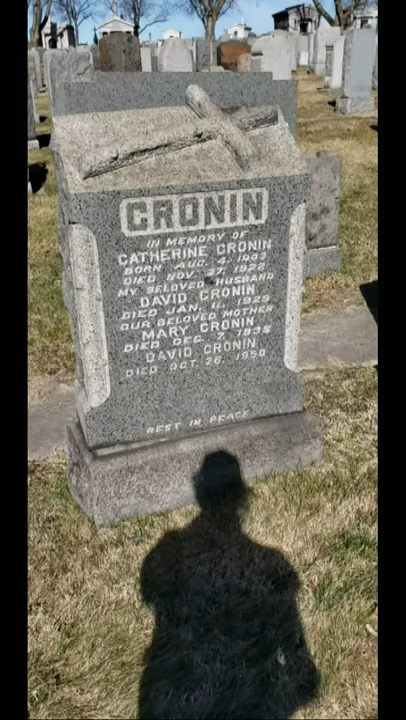 CRONIN
IN MEMORY OF
CATHERINE CRONIN
BORN AUG. 4, 1903
DIED NOV. 27, 1922
MY BELOVED HUSBAND
DAVID CRONIN
DIED JAN. 11, 1925
OUR BELOVED MOTHER
MARY CRONIN
DIED DEC. 7, 1935
DAVID CRONIN
DIED OCT. 26, 1950
REST IN PEACE